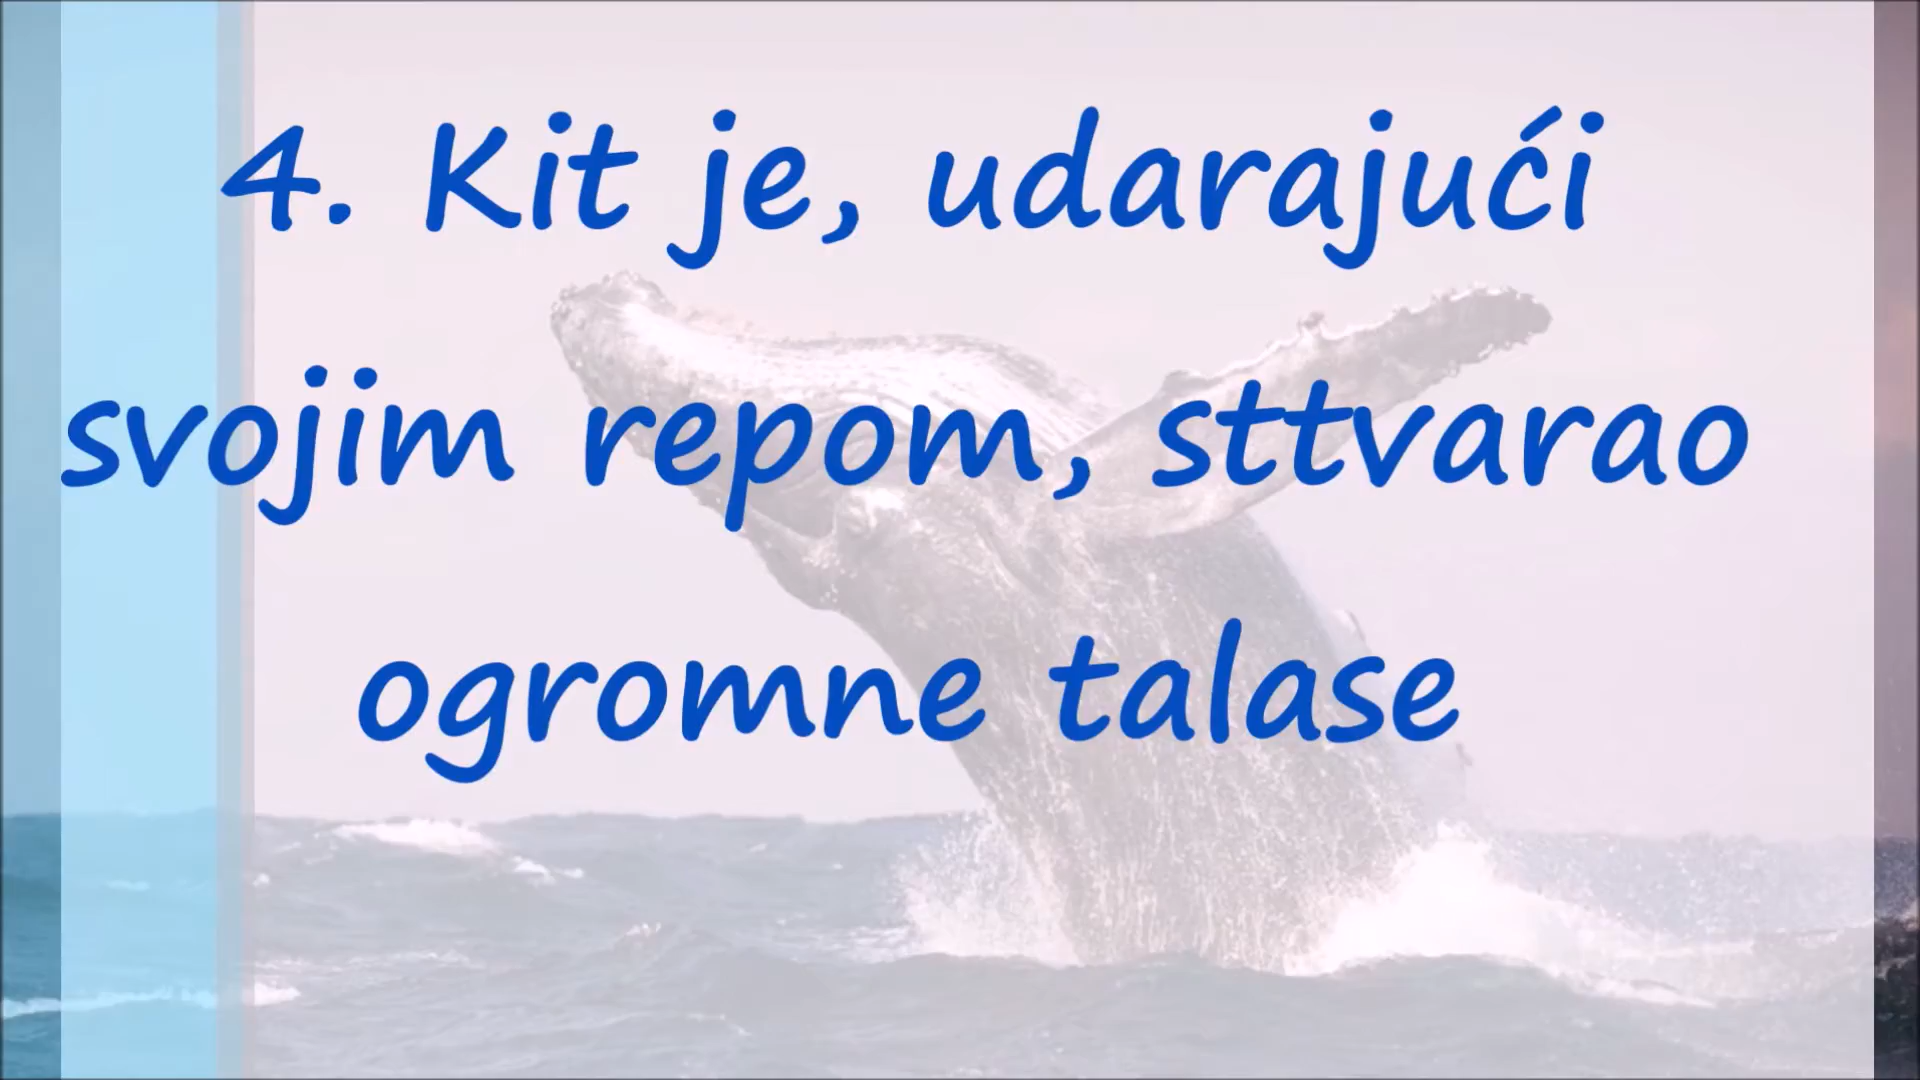 4. Kit je, udarajući
svojim repom, sttvarao
ogromne talase